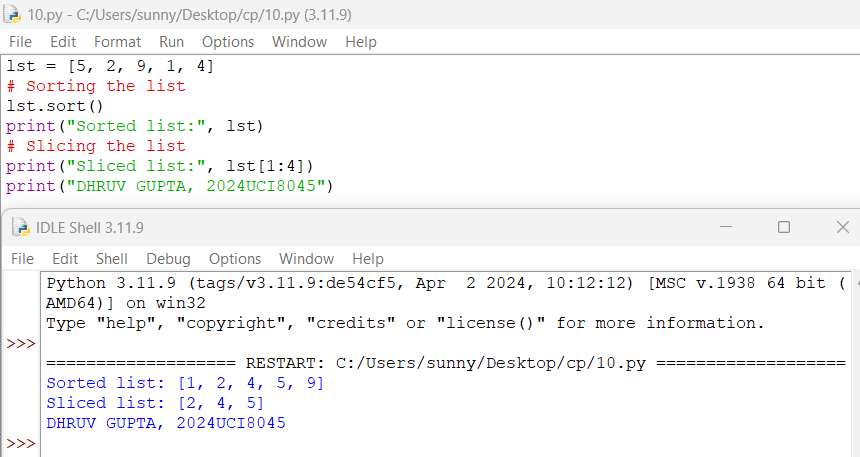 10.py - C:/Users/sunny/Desktop/cp/10.py (3.11.9)
File Edit Format Run Options Window Help
lst = [5, 2, 9, 1, 4]
# Sorting the list
lst.sort()
print("Sorted list:", lst)
# Slicing the list
print("Sliced list:", lst[1:4])
print("DHRUV GUPTA, 2024UCI8045")
IDLE Shell 3.11.9
File Edit Shell Debug Options Window Help
Python 3.11.9 (tags/v3.11.9:de54cf5, Apr  2 2024, 10:12:12) [MSC v.1938 64 bit (
AMD64)] on win32
Type "help", "copyright", "credits" or "license()" for more information.
>>>
=================== RESTART: C:/Users/sunny/Desktop/cp/10.py ===================
Sorted list: [1, 2, 4, 5, 9]
Sliced list: [2, 4, 5]
DHRUV GUPTA, 2024UCI8045
>>>